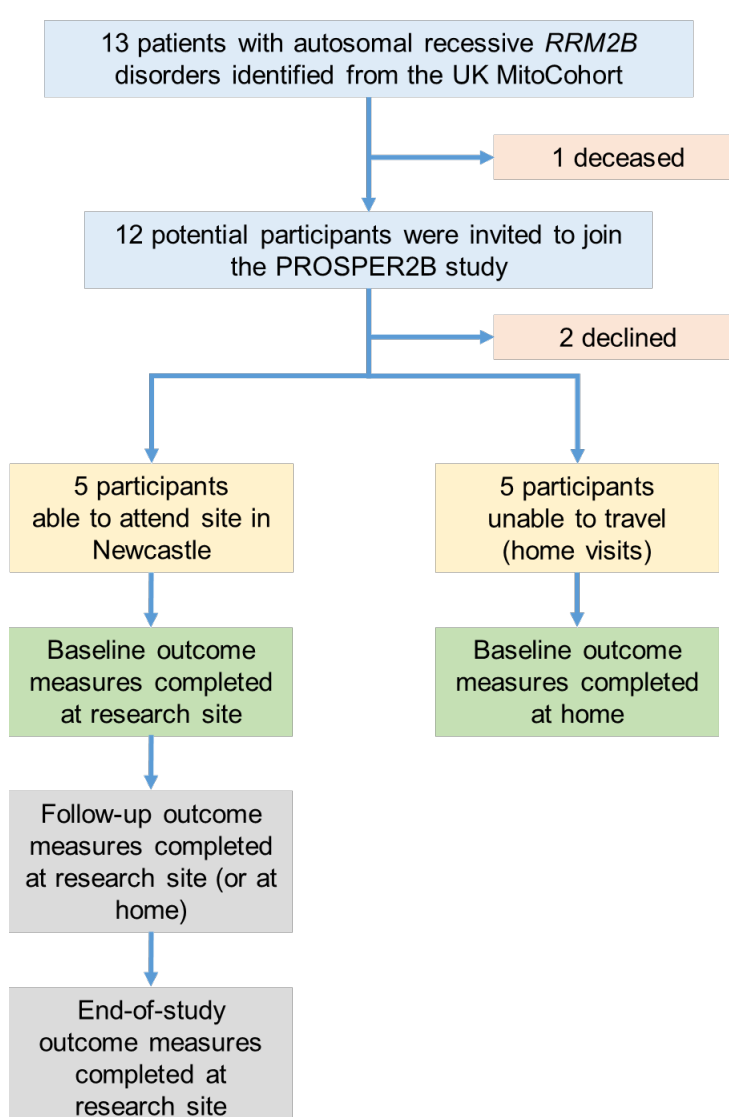 13 patients with autosomal recessive RRM2B
disorders identified from the UK MitoCohort
1 deceased
12 potential participants were invited to join
the PROSPER2B study
2 declined
5 participants
able to attend site in
Newcastle
5 participants
unable to travel
(home visits)
Baseline outcome
measures completed
at research site
Baseline outcome
measures completed
at home
Follow-up outcome
measures completed
at research site (or at
home)
End-of-study
outcome measures
completed at
research site